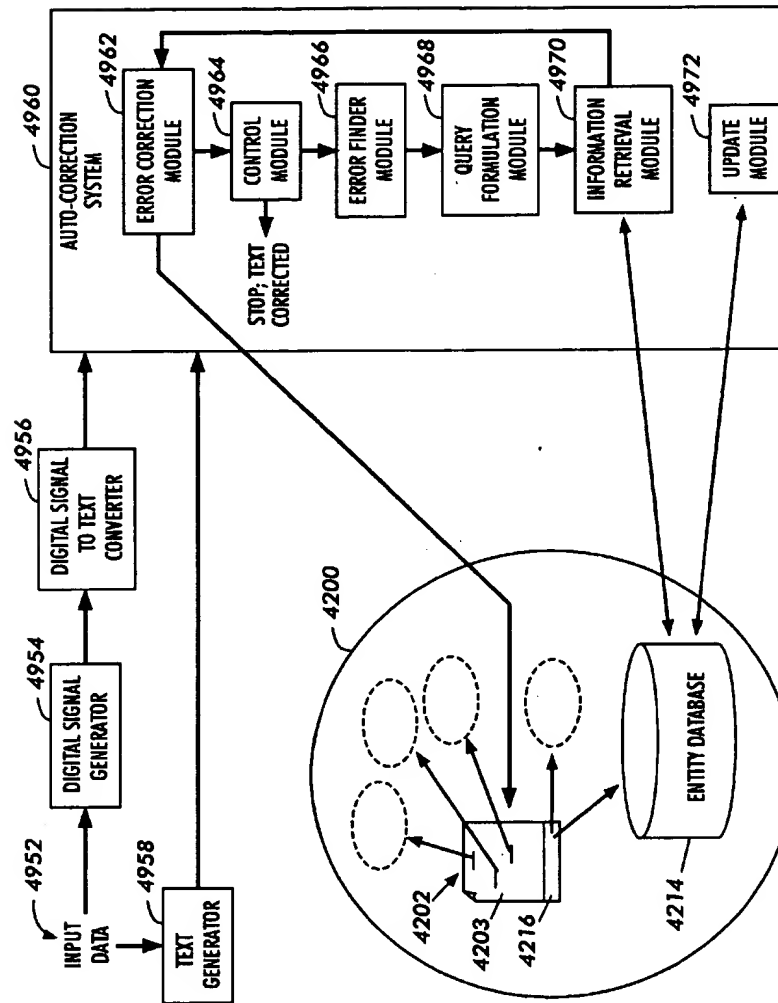 4952
INPUT
DATA
4954
DIGITAL SIGNAL
GENERATOR
4956
DIGITAL SIGNAL
TO TEXT
CONVERTER
4958
TEXT
GENERATOR
4960
AUTO-CORRECTION
SYSTEM
4962
ERROR CORRECTION
MODULE
4964
CONTROL
MODULE
STOP; TEXT
CORRECTED
4966
ERROR FINDER
MODULE
4968
QUERY
FORMULATION
MODULE
4970
INFORMATION
RETRIEVAL
MODULE
4972
UPDATE
MODULE
4200
4202
4203
4216
ENTITY DATABASE
4214